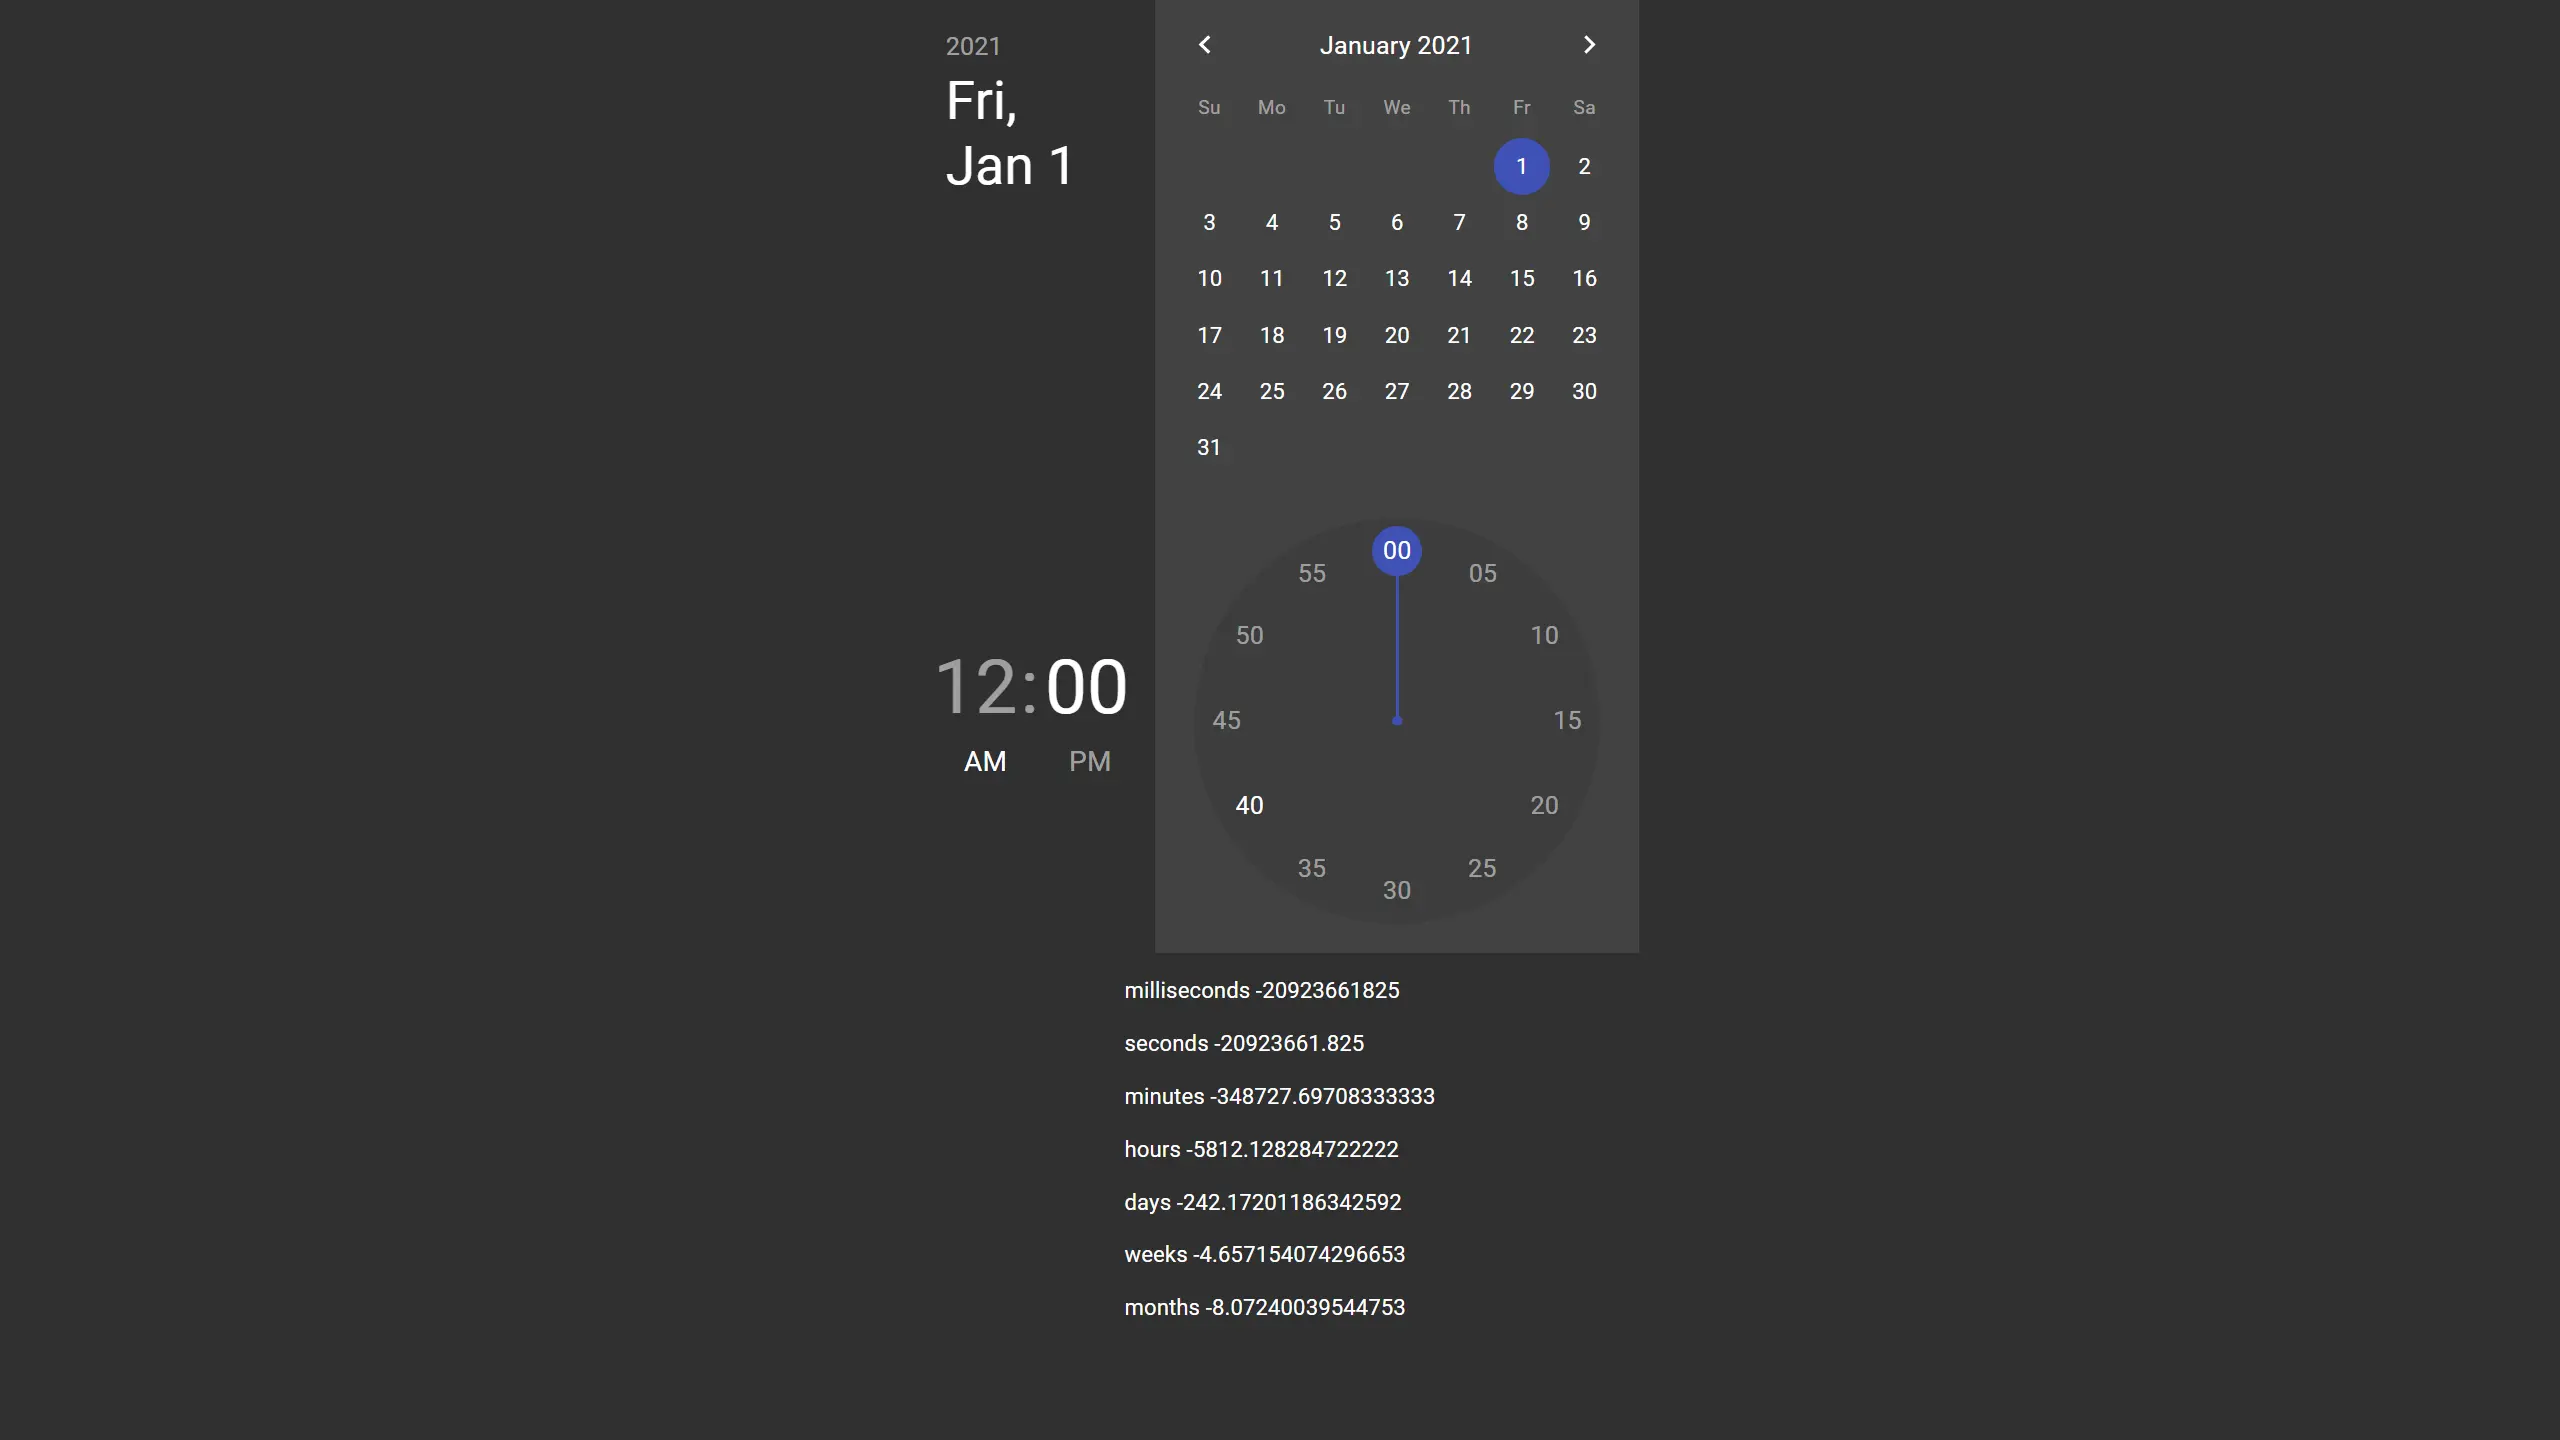 2021
Fri,
Jan 1
January 2021
Su Mo Tu We Th Fr Sa
1 2
3 4 5 6 7 8 9
10 11 12 13 14 15 16
17 18 19 20 21 22 23
24 25 26 27 28 29 30
31
12:00
AM PM
00
55 05
50 10
45 15
40 20
35 25
30
milliseconds -20923661825
seconds -20923661.825
minutes -348727.69708333333
hours -5812.128284722222
days -242.17201186342592
weeks -4.657154074296653
months -8.07240039544753